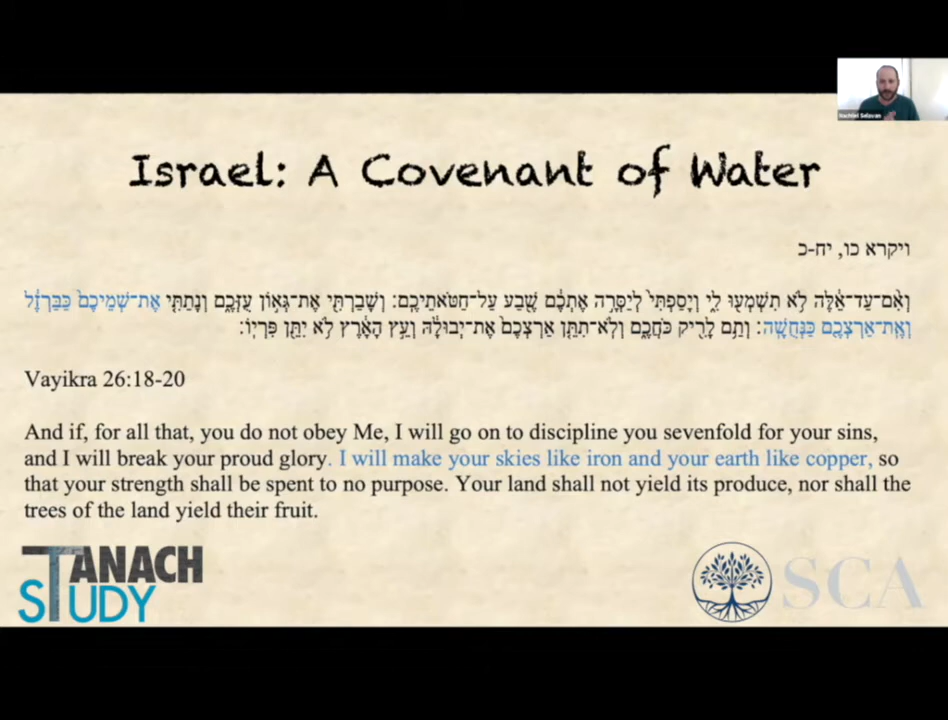 Israel: A Covenant of Water
ויקרא כו, יח-כ
וְאִ֨ם־עַד־אֵ֔לֶּה לֹ֥א תִשְׁמְע֖וּ לִ֑י וְיָסַפְתִּי֙ לְיַסְּרָ֣ה אֶתְכֶ֔ם שֶׁ֖בַע עַל־חַטֹּאתֵיכֶֽם׃ וְשָׁבַרְתִּ֖י אֶת־גְּא֣וֹן עֻזְּכֶ֑ם וְנָתַתִּ֤י אֶת־שְׁמֵיכֶם֙ כַּבַּרְזֶ֔ל
וְאֶֽת־אַרְצְכֶ֖ם כַּנְּחֻשָֽׁה׃ וְתַ֥ם לָרִ֖יק כֹּחֲכֶ֑ם וְלֹֽא־תִתֵּ֤ן אַרְצְכֶם֙ אֶת־יְבוּלָ֔הּ וְעֵ֣ץ הָאָ֔רֶץ לֹ֥א יִתֵּ֖ן פִּרְיֽוֹ׃
Vayikra 26:18-20
And if, for all that, you do not obey Me, I will go on to discipline you sevenfold for your sins,
and I will break your proud glory. I will make your skies like iron and your earth like copper, so
that your strength shall be spent to no purpose. Your land shall not yield its produce, nor shall the
trees of the land yield their fruit.
TANACH
STUDY
SCA